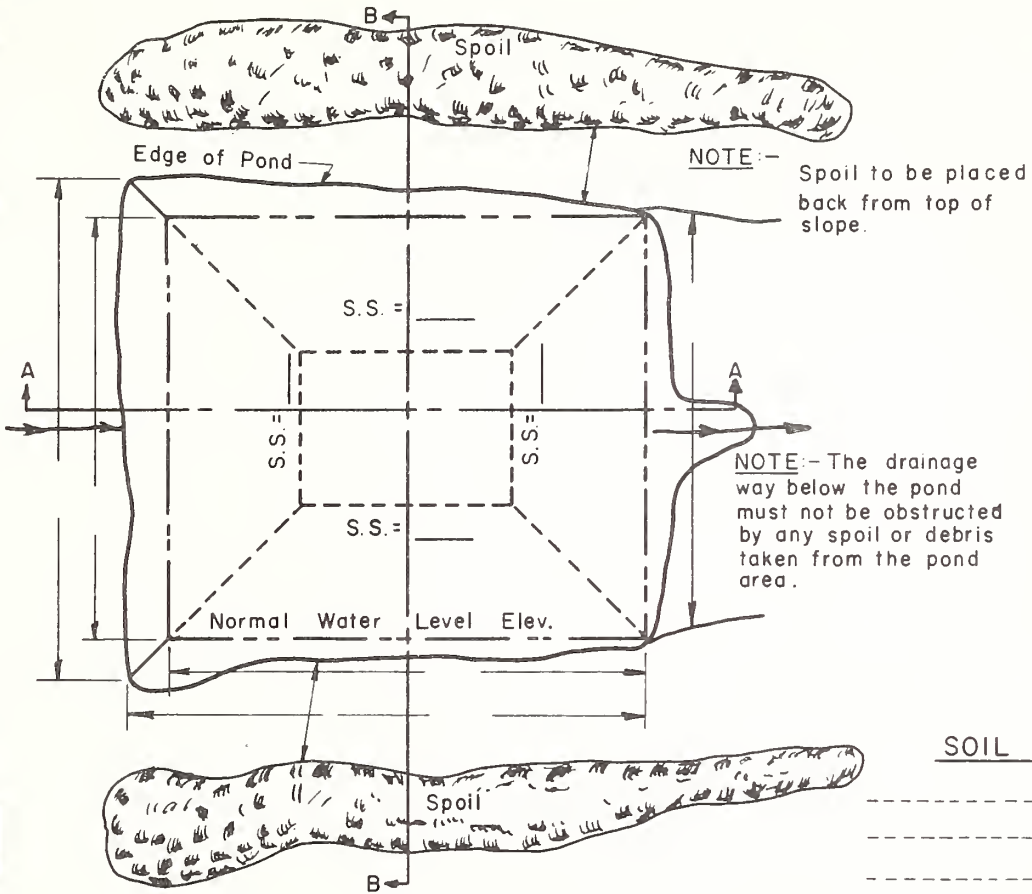 B
Spoil
Edge of Pond
NOTE:-
Spoil to be placed
back from top of
slope.
S.S. =
A
A
S.S. =
S.S. =
NOTE:- The drainage
way below the pond
must not be obstructed
by any spoil or debris
taken from the pond
area.
S.S. =
Normal Water Level Elev.
SOIL
Spoil
B